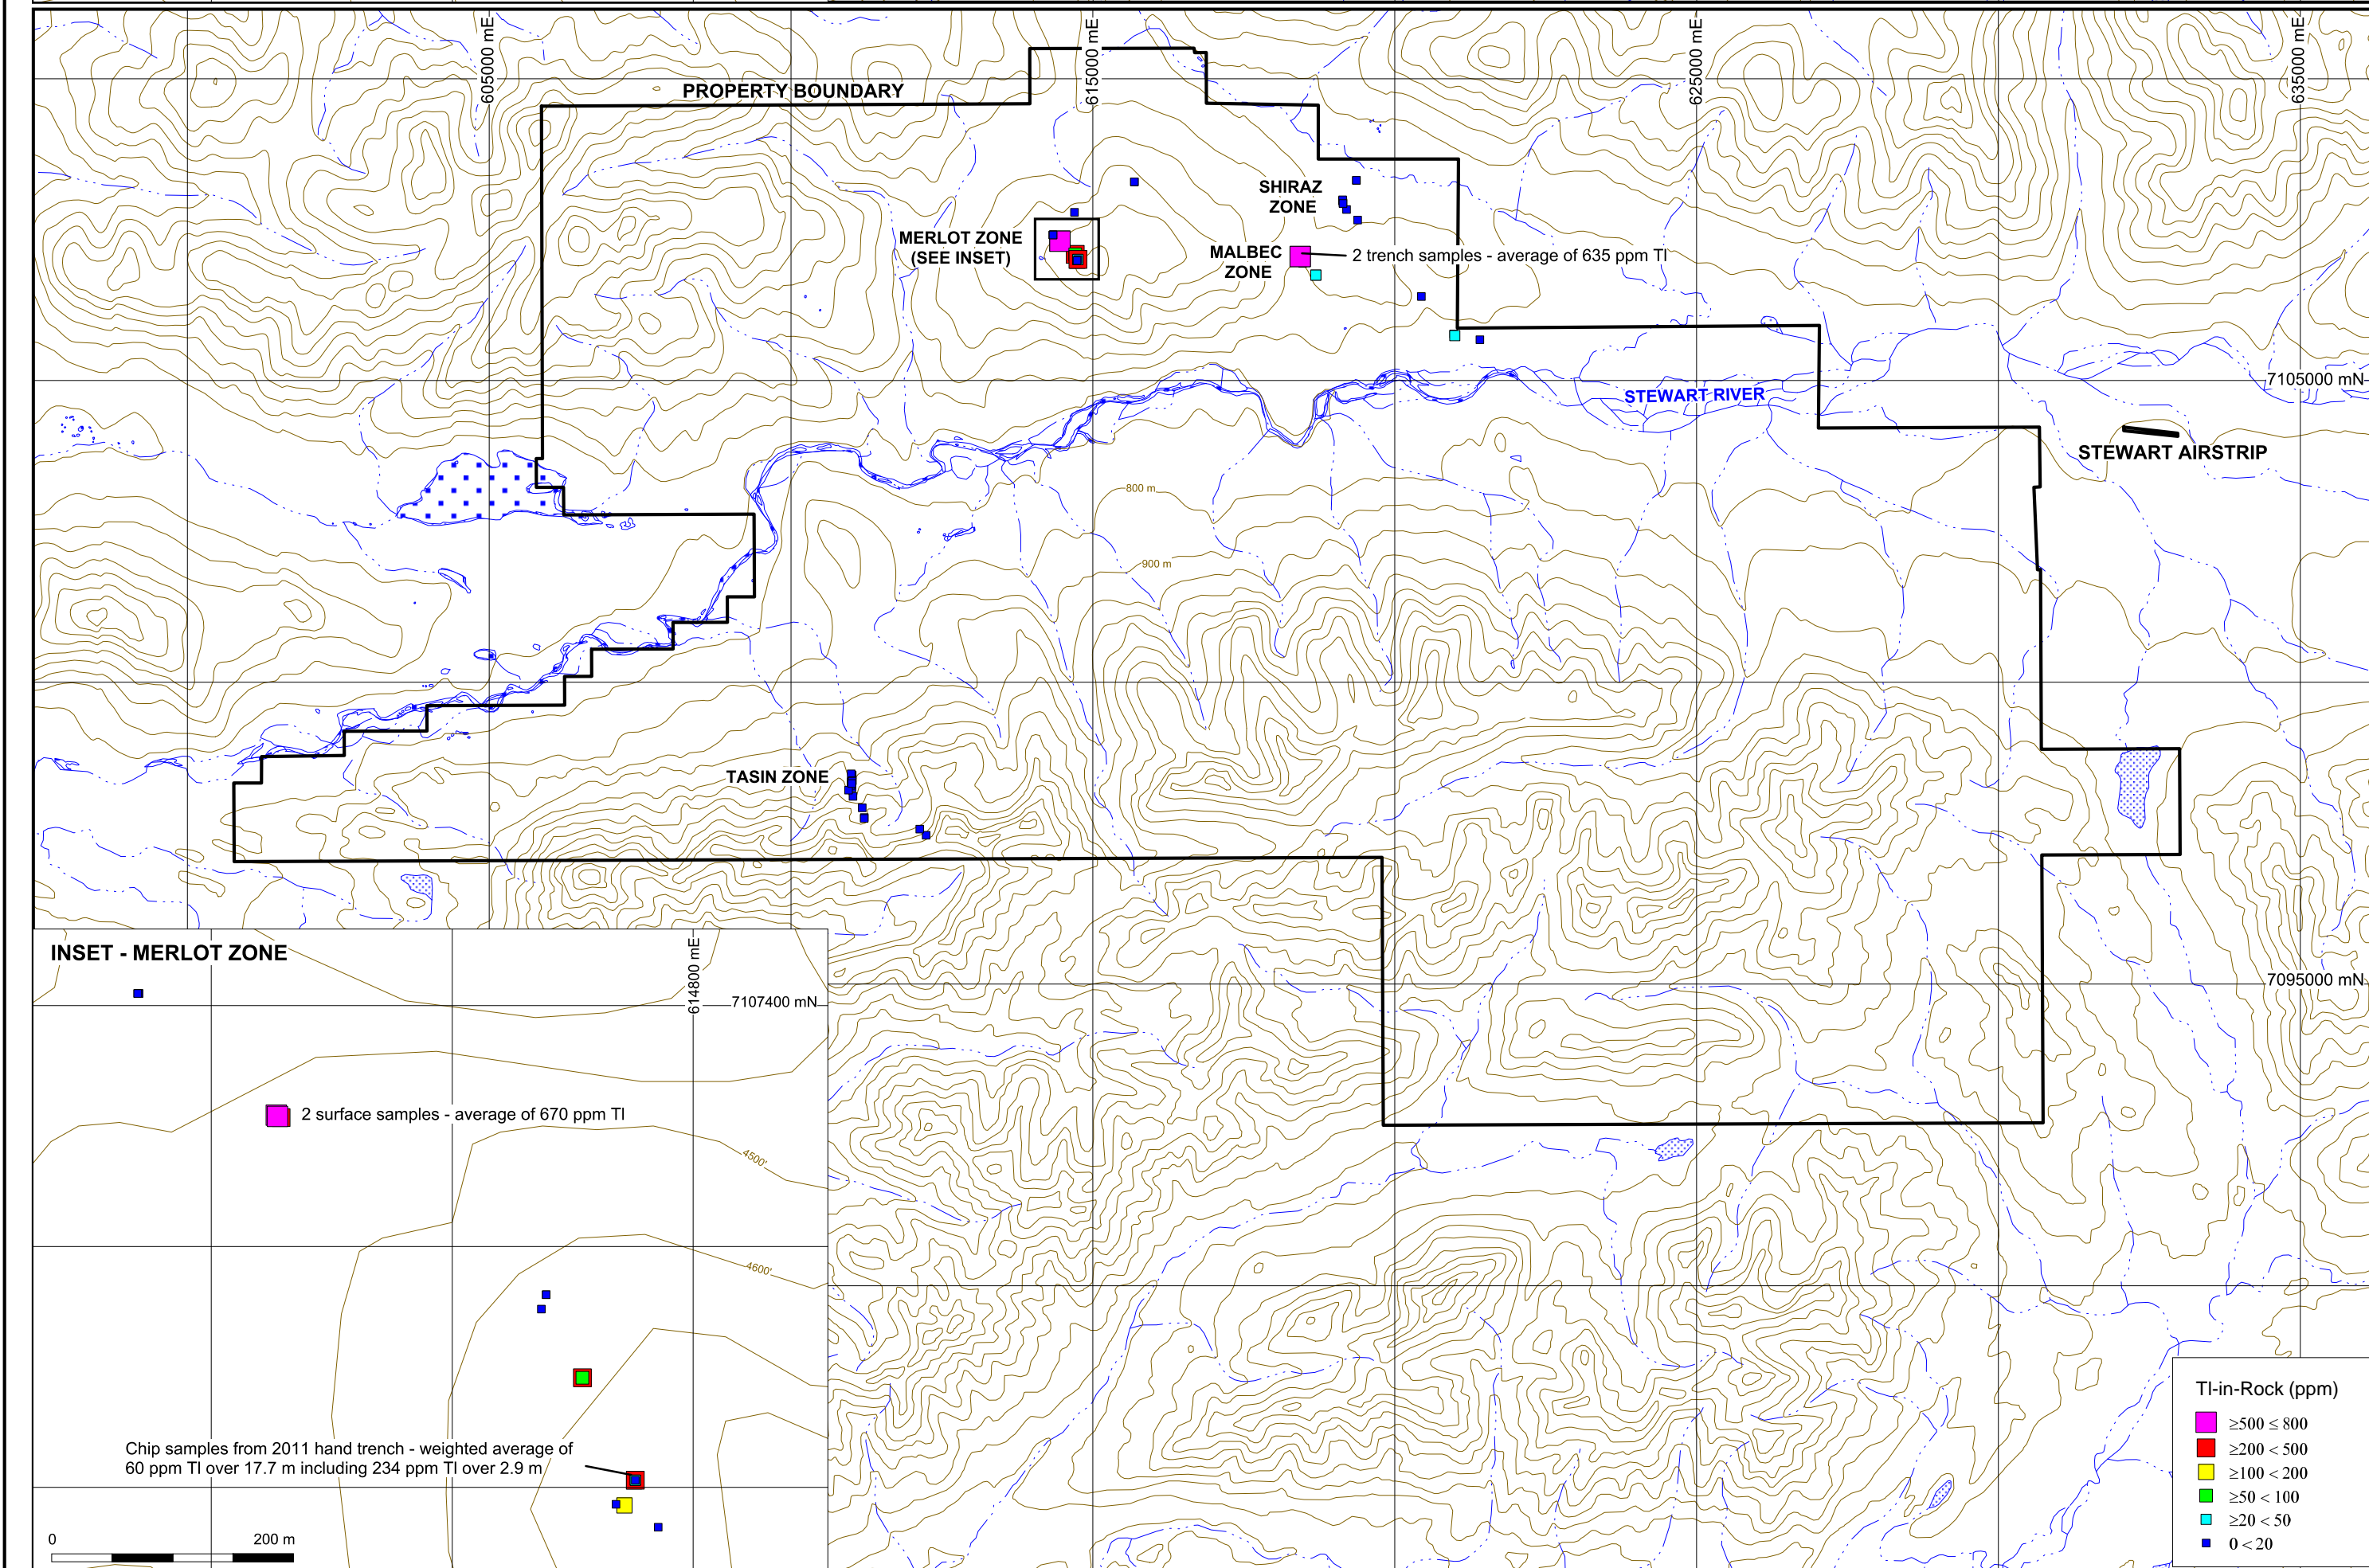 605000 mE
615000 mE
625000 mE
635000 mE
PROPERTY BOUNDARY
SHIRAZ
ZONE
MERLOT ZONE
(SEE INSET)
MALBEC
ZONE
2 trench samples - average of 635 ppm Tl
7105000 mN
STEWART RIVER
STEWART AIRSTRIP
800 m
900 m
TASIN ZONE
7095000 mN
INSET - MERLOT ZONE
614800 mE
7107400 mN
2 surface samples - average of 670 ppm Tl
4500'
4600'
Chip samples from 2011 hand trench - weighted average of
60 ppm Tl over 17.7 m including 234 ppm Tl over 2.9 m
0 200 m
Tl-in-Rock (ppm)
≥500 ≤ 800
≥200 < 500
≥100 < 200
≥50 < 100
≥20 < 50
0 < 20